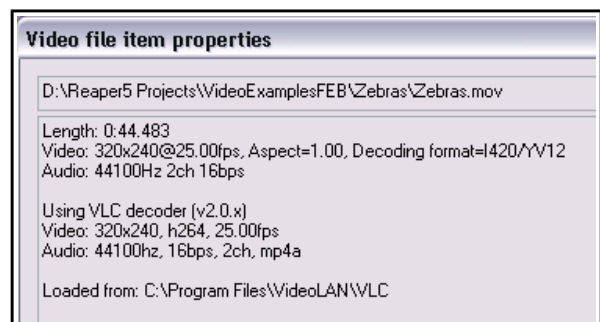 Video file item properties
D:\Reaper5 Projects\VideoExamplesFEB\Zebras\Zebras.mov
Length: 0:44.483
Video: 320x240@25.00fps, Aspect=1.00, Decoding format=I420/YV12
Audio: 44100Hz 2ch 16bps
Using VLC decoder (v2.0.x)
Video: 320x240, h264, 25.00fps
Audio: 44100hz, 16bps, 2ch, mp4a
Loaded from: C:\Program Files\VideoLAN\VLC